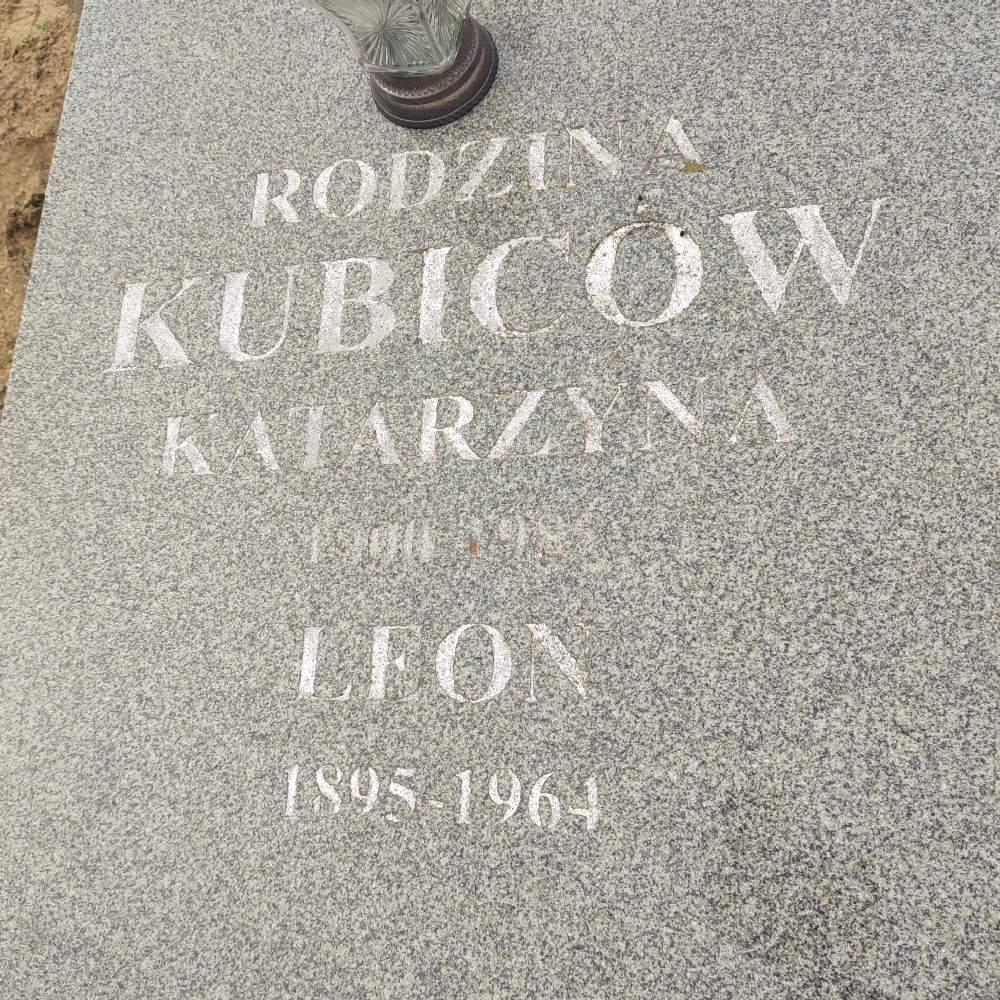 RODZINA
KUBICÓW
KATARZYNA
LEON
1895-1964